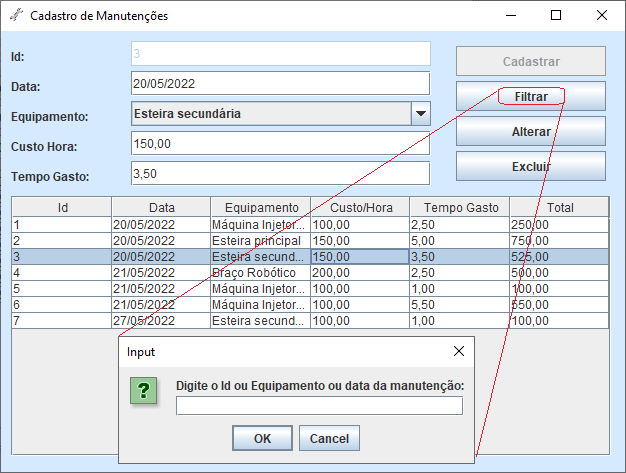 Cadastro de Manutenções
Id: 3
Cadastrar
Data: 20/05/2022
Filtrar
Equipamento: Esteira secundária
Alterar
Custo Hora: 150,00
Excluir
Tempo Gasto: 3,50
Id Data Equipamento Custo/Hora Tempo Gasto Total
1 20/05/2022 Máquina Injetor... 100,00 2,50 250,00
2 20/05/2022 Esteira principal 150,00 5,00 750,00
3 20/05/2022 Esteira secund... 150,00 3,50 525,00
4 21/05/2022 Braço Robótico 200,00 2,50 500,00
5 21/05/2022 Máquina Injetor... 100,00 1,00 100,00
6 21/05/2022 Máquina Injetor... 100,00 5,50 550,00
7 27/05/2022 Esteira secund... 100,00 1,00 100,00
Input
Digite o Id ou Equipamento ou data da manutenção:
OK Cancel